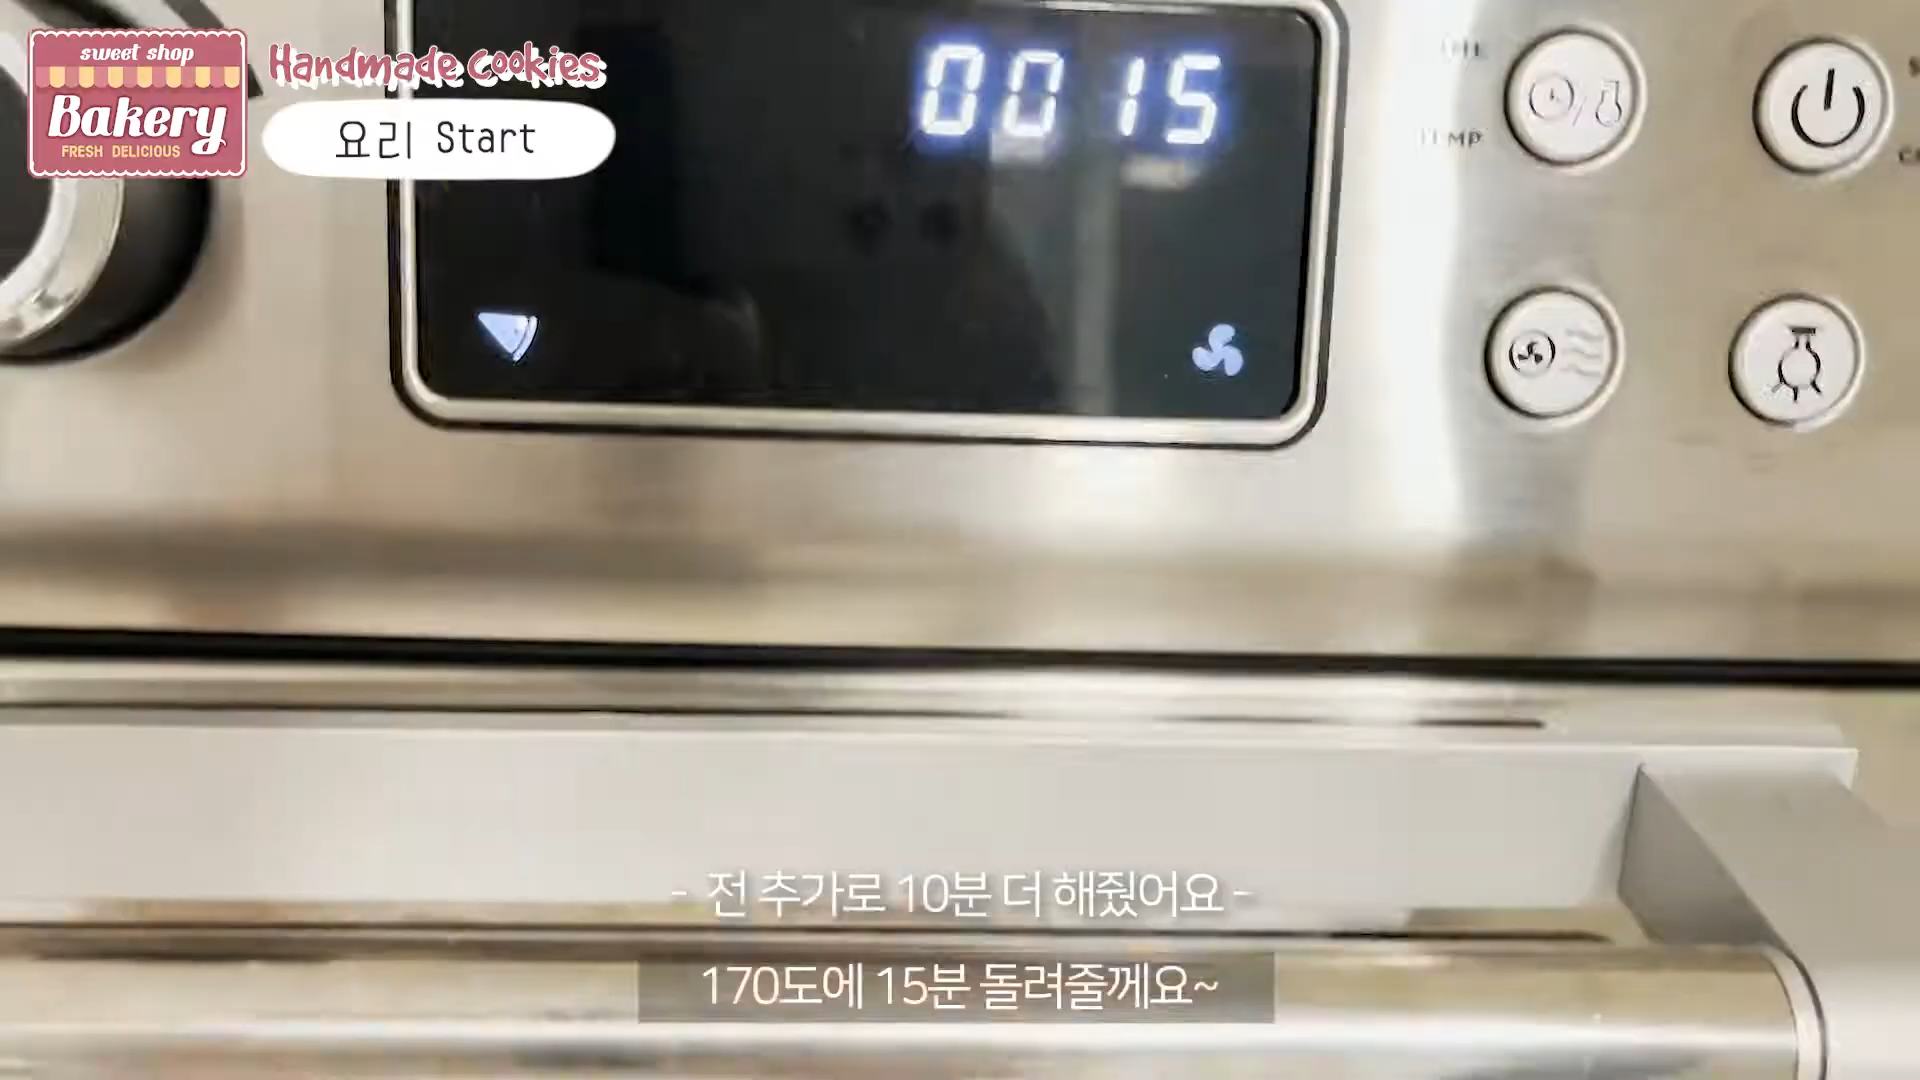 sweet shop
Bakery
FRESH DELICIOUS
Handmade cookies
요리 Start
0015
TEMP
- 전 추가로 10분 더 해줬어요 -
170도에 15분 돌려줄께요~